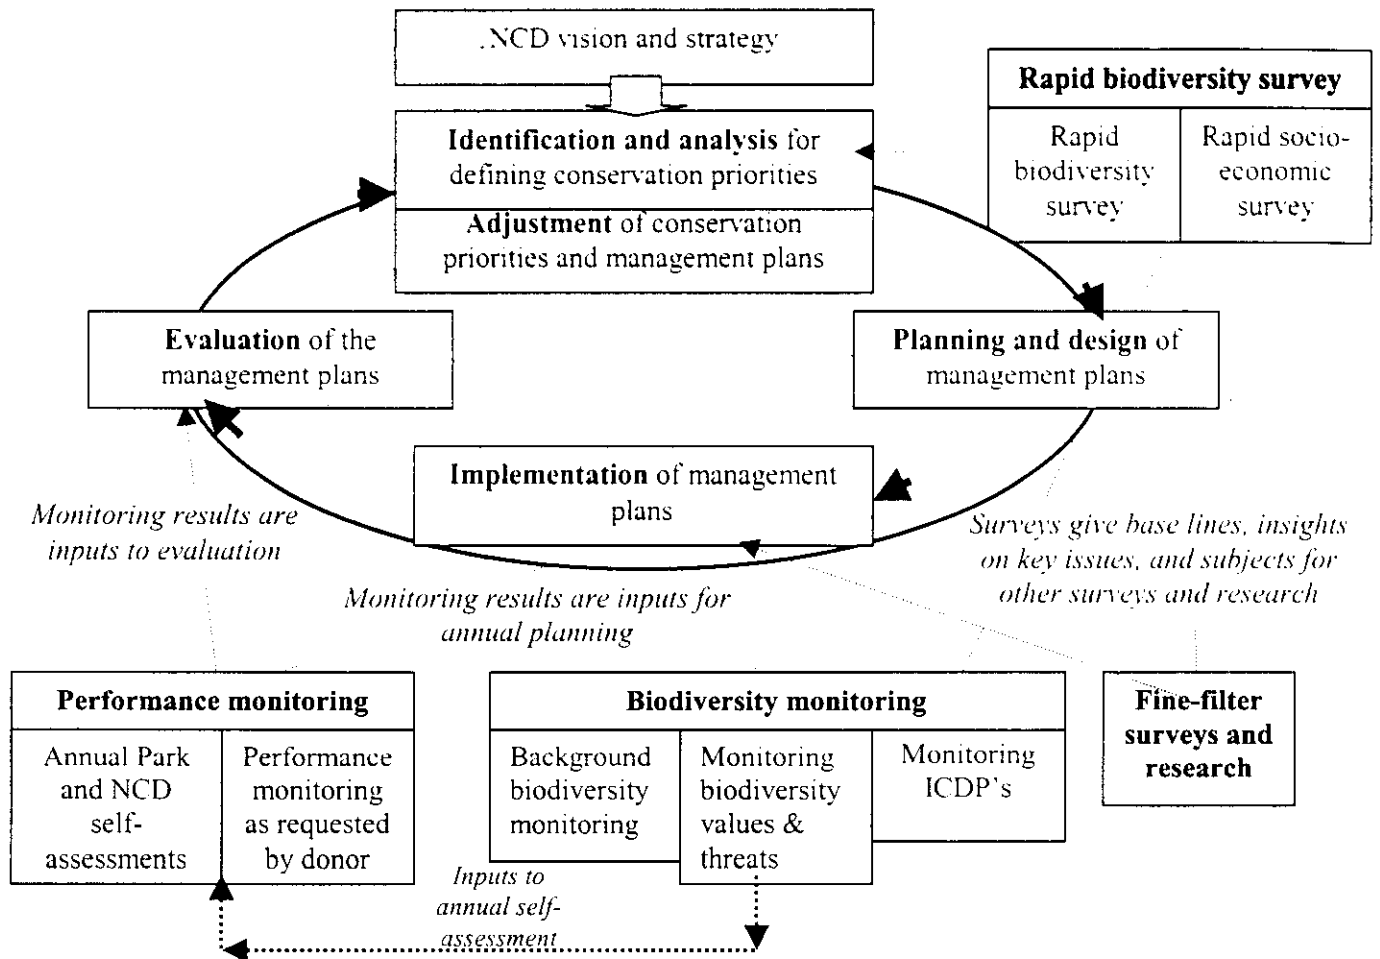 .NCD vision and strategy
Rapid biodiversity survey
Rapid
biodiversity
survey
Rapid socio-
economic
survey
Identification and analysis for
defining conservation priorities
Adjustment of conservation
priorities and management plans
Evaluation of the
management plans
Planning and design of
management plans
Implementation of management
plans
Monitoring results are
inputs to evaluation
Surveys give base lines, insights
on key issues, and subjects for
other surveys and research
Monitoring results are inputs for
annual planning
Performance monitoring
Annual Park
and NCD
self-
assessments
Performance
monitoring
as requested
by donor
Biodiversity monitoring
Background
biodiversity
monitoring
Monitoring
biodiversity
values &
threats
Monitoring
ICDP's
Fine-filter
surveys and
research
Inputs to
annual self-
assessment